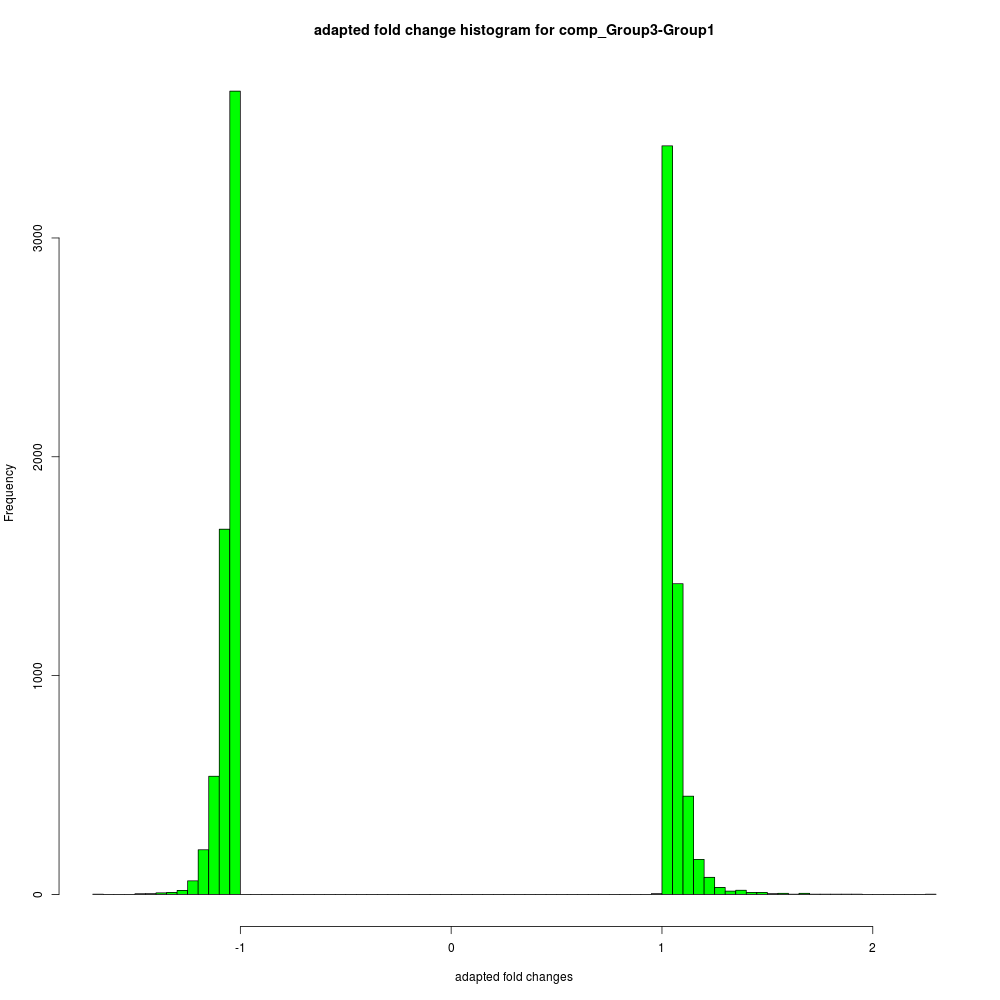 adapted fold change histogram for comp_Group3-Group1
3000
2000
1000
0
Frequency
-1
0
1
2
adapted fold changes